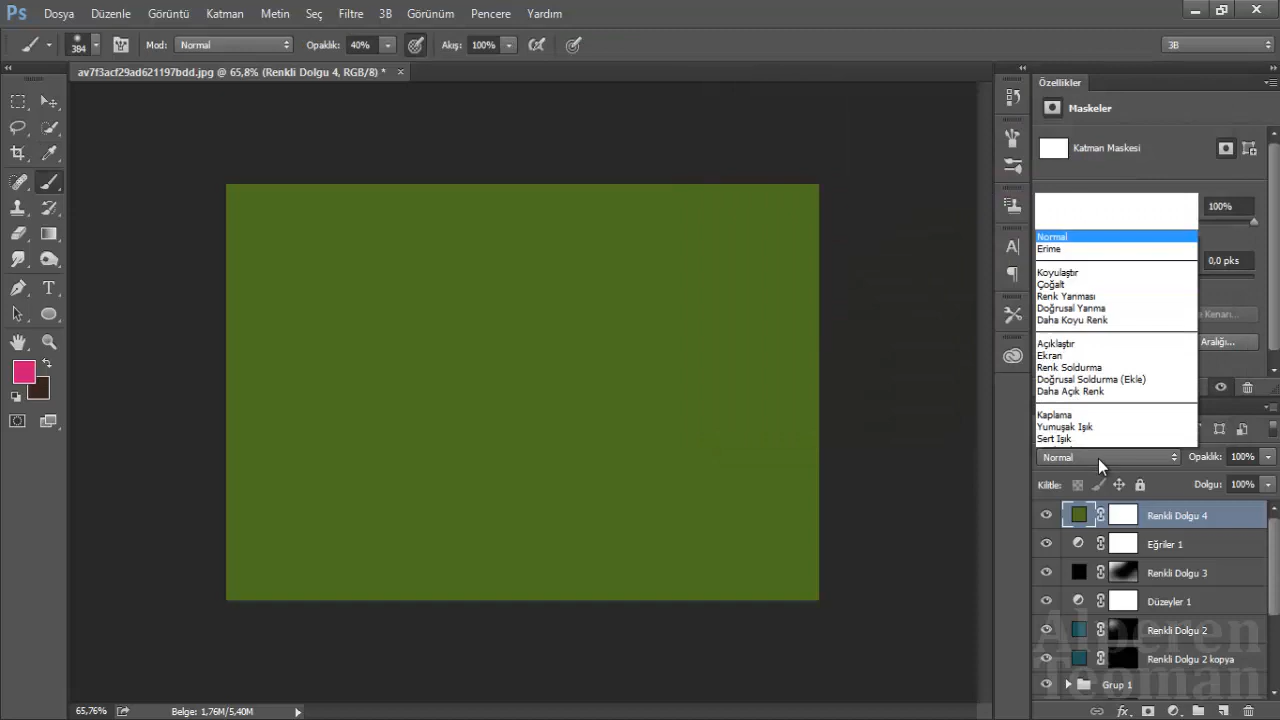 Ps Dosya Düzenle Görüntü Katman Metin Seç Filtre 3B Görünüm Pencere Yardım
384 Mod: Normal Opaklik: 40% Akış: 100% 3B
av7f3acf29ad621197bdd.jpg @ 65,8% (Renkli Dolgu 4, RGB/8) *
Özellikler
Maskeler
Katman Maskesi
100%
Normal
Erime
0,0 pks
Koyulaştır
Çoğalt
Renk Yanması
Doğrusal Yanma
Daha Koyu Renk
Kenarı...
Açıklaştır
Aralığı...
Ekran
Renk Soldurma
Doğrusal Soldurma (Ekle)
Daha Açık Renk
Kaplama
Yumuşak Işık
Sert Işık
Normal Opaklik: 100%
Kilitle: Dolgu: 100%
Renkli Dolgu 4
Eğriler 1
Renkli Dolgu 3
Düzeyler 1
Renkli Dolgu 2
Renkli Dolgu 2 kopya
Grup 1
Alperen
Teoman
65,76% Belge: 1,76M/5,40M
fx